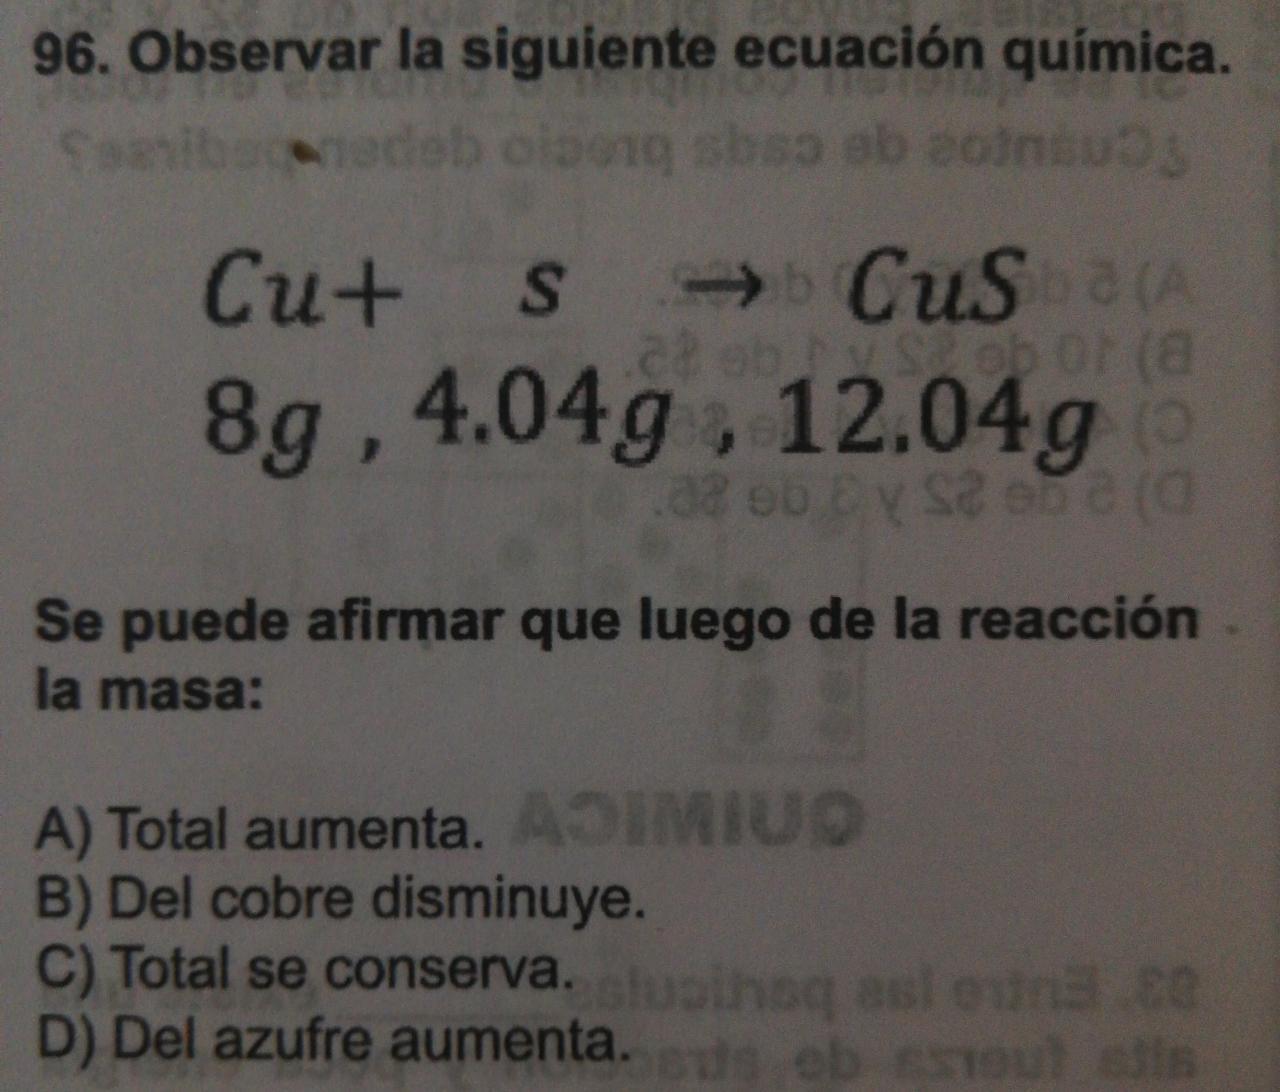 96. Observar la siguiente ecuación química.
Cu+ s → CuS
8g , 4.04g , 12.04g
Se puede afirmar que luego de la reacción
la masa:
A) Total aumenta.
B) Del cobre disminuye.
C) Total se conserva.
D) Del azufre aumenta.